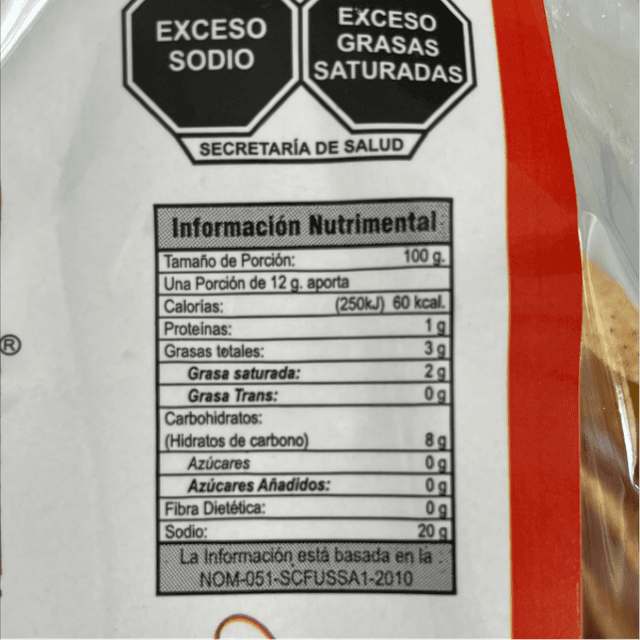 EXCESO
SODIO
EXCESO
GRASAS
SATURADAS
SECRETARÍA DE SALUD
Información Nutrimental
Tamaño de Porción: 100 g.
Una Porción de 12 g. aporta
Calorías: (250kJ) 60 kcal.
Proteínas: 1 g
Grasas totales: 3 g
Grasa saturada: 2 g
Grasa Trans: 0 g
Carbohidratos:
(Hidratos de carbono) 8 g
Azúcares 0 g
Azúcares Añadidos: 0 g
Fibra Dietética: 0 g
Sodio: 20 g
La Información está basada en la
NOM-051-SCFUSSA1-2010
®